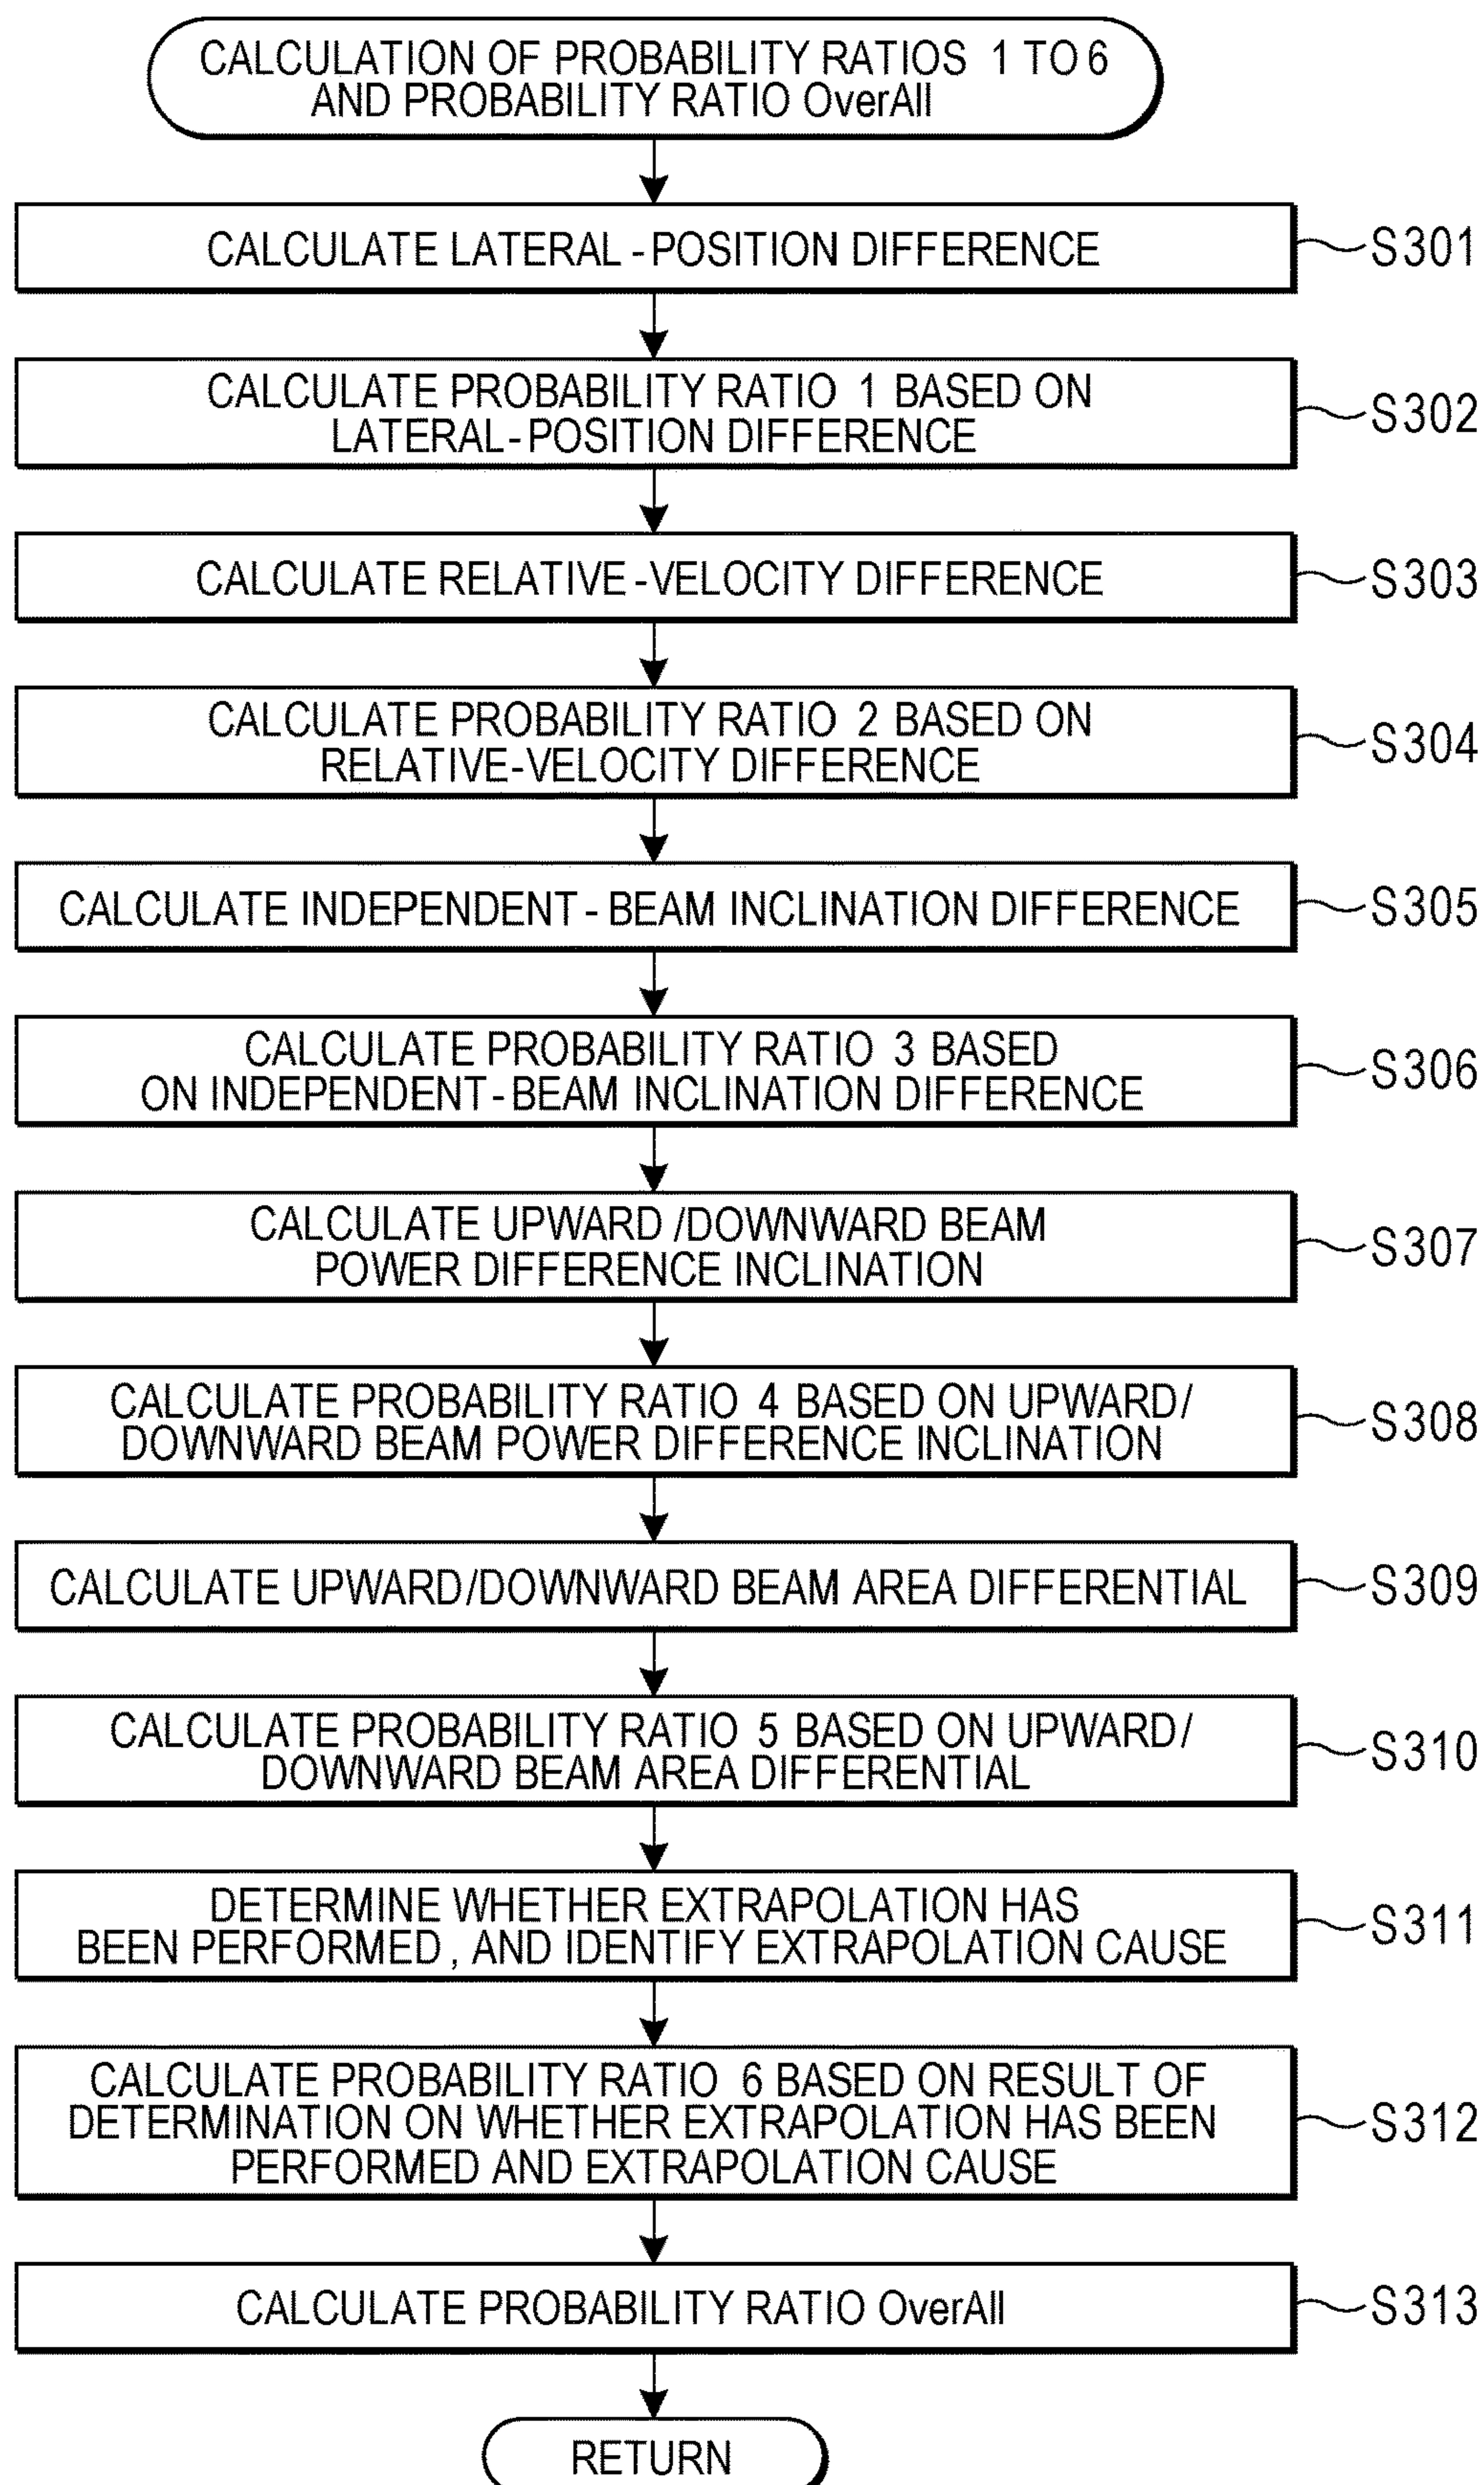 CALCULATION OF PROBABILITY RATIOS 1 TO 6
AND PROBABILITY RATIO OverAll
CALCULATE LATERAL-POSITION DIFFERENCE
S301
CALCULATE PROBABILITY RATIO 1 BASED ON
LATERAL-POSITION DIFFERENCE
S302
CALCULATE RELATIVE-VELOCITY DIFFERENCE
S303
CALCULATE PROBABILITY RATIO 2 BASED ON
RELATIVE-VELOCITY DIFFERENCE
S304
CALCULATE INDEPENDENT-BEAM INCLINATION DIFFERENCE
S305
CALCULATE PROBABILITY RATIO 3 BASED
ON INDEPENDENT-BEAM INCLINATION DIFFERENCE
S306
CALCULATE UPWARD/DOWNWARD BEAM
POWER DIFFERENCE INCLINATION
S307
CALCULATE PROBABILITY RATIO 4 BASED ON UPWARD/
DOWNWARD BEAM POWER DIFFERENCE INCLINATION
S308
CALCULATE UPWARD/DOWNWARD BEAM AREA DIFFERENTIAL
S309
CALCULATE PROBABILITY RATIO 5 BASED ON UPWARD/
DOWNWARD BEAM AREA DIFFERENTIAL
S310
DETERMINE WHETHER EXTRAPOLATION HAS
BEEN PERFORMED, AND IDENTIFY EXTRAPOLATION CAUSE
S311
CALCULATE PROBABILITY RATIO 6 BASED ON RESULT OF
DETERMINATION ON WHETHER EXTRAPOLATION HAS BEEN
PERFORMED AND EXTRAPOLATION CAUSE
S312
CALCULATE PROBABILITY RATIO OverAll
S313
RETURN